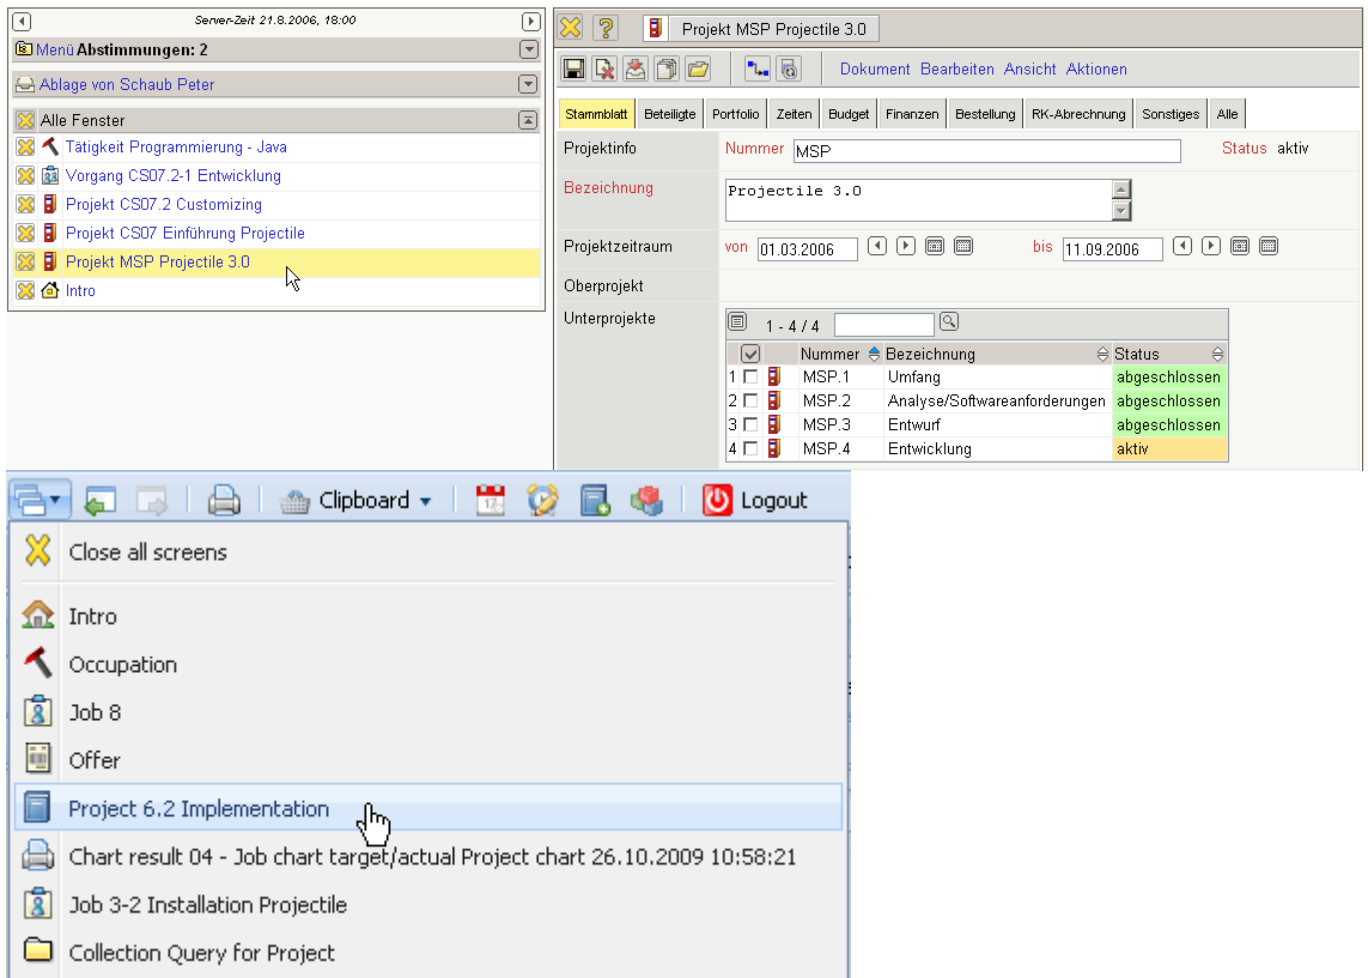 Server-Zeit 21.8.2006, 18:00
Menü Abstimmungen: 2
Ablage von Schaub Peter
Alle Fenster
Tätigkeit Programmierung - Java
Vorgang CS07.2-1 Entwicklung
Projekt CS07.2 Customizing
Projekt CS07 Einführung Projectile
Projekt MSP Projectile 3.0
Intro
Projekt MSP Projectile 3.0
Dokument Bearbeiten Ansicht Aktionen
Stammblatt Beteiligte Portfolio Zeiten Budget Finanzen Bestellung RK-Abrechnung Sonstiges Alle
Projektinfo Nummer MSP Status aktiv
Bezeichnung Projectile 3.0
Projektzeitraum von 01.03.2006 bis 11.09.2006
Oberprojekt
Unterprojekte 1 - 4 / 4
Nummer Bezeichnung Status
1 MSP.1 Umfang abgeschlossen
2 MSP.2 Analyse/Softwareanforderungen abgeschlossen
3 MSP.3 Entwurf abgeschlossen
4 MSP.4 Entwicklung aktiv
Clipboard 17 Logout
Close all screens
Intro
Occupation
Job 8
Offer
Project 6.2 Implementation
Chart result 04 - Job chart target/actual Project chart 26.10.2009 10:58:21
Job 3-2 Installation Projectile
Collection Query for Project